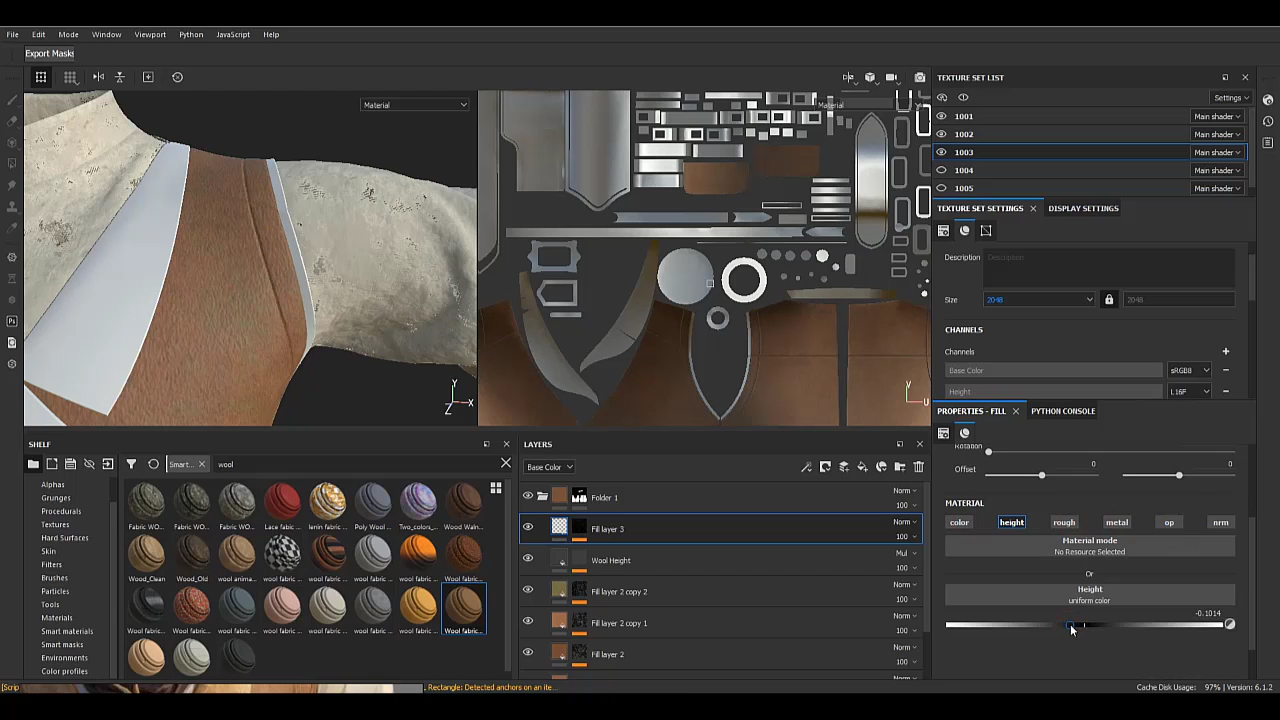 File Edit Mode Window Viewport Python JavaScript Help
Export Masks
Material
Material
TEXTURE SET LIST
Settings
1001 Main shader
1002 Main shader
1003 Main shader
1004 Main shader
1005 Main shader
TEXTURE SET SETTINGS DISPLAY SETTINGS
Description Description
Size 2048 2048
CHANNELS
Channels
Base Color sRGB8
Height L16F
Y
X
Z
V
U
PROPERTIES - FILL PYTHON CONSOLE
Rotation
0 0
Offset
MATERIAL
color height rough metal op nrm
Material mode
No Resource Selected
Or
Height
uniform color
-0.1014
SHELF
Smart... wool
Alphas
Grunges
Procedurals
Textures
Hard Surfaces
Skin
Filters
Brushes
Particles
Tools
Materials
Smart materials
Smart masks
Environments
Color profiles
Fabric WO... Fabric WO... Fabric WO... Lace fabric ... lenin fabric ... Poly Wool ... Two_colors_... Wood Waln...
Wood_Clean Wood_Old wool anima... wool fabric ... wool fabric ... wool fabric ... wool fabric ... Wool fabric...
Wool fabric... Wool fabric... Wool fabric... Wool fabric... Wool fabric... Wool fabric... Wool fabric... Wool fabric...
LAYERS
Base Color
Folder 1 Norm
100
Fill layer 3 Norm
100
Wool Height Mul
100
Fill layer 2 copy 2 Norm
100
Fill layer 2 copy 1 Norm
100
Fill layer 2 Norm
100
[Scrip Rectangle: Detected anchors on an ite...
Cache Disk Usage: 97% | Version: 6.1.2